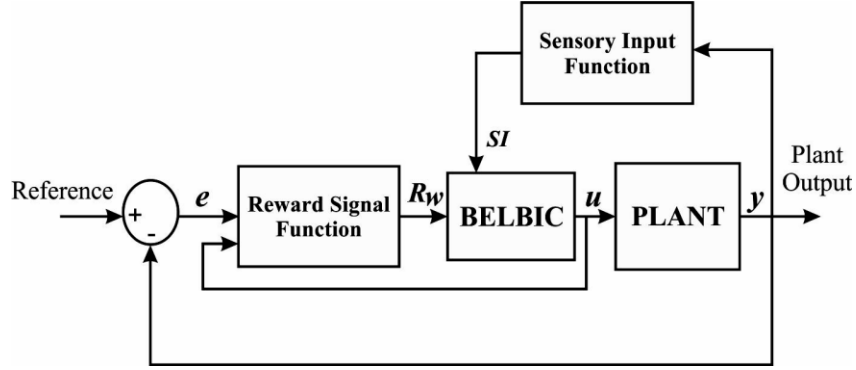 Sensory Input
Function
SI
Reference
+
-
e
Reward Signal
Function
Rw
BELBIC
u
PLANT
y
Plant
Output